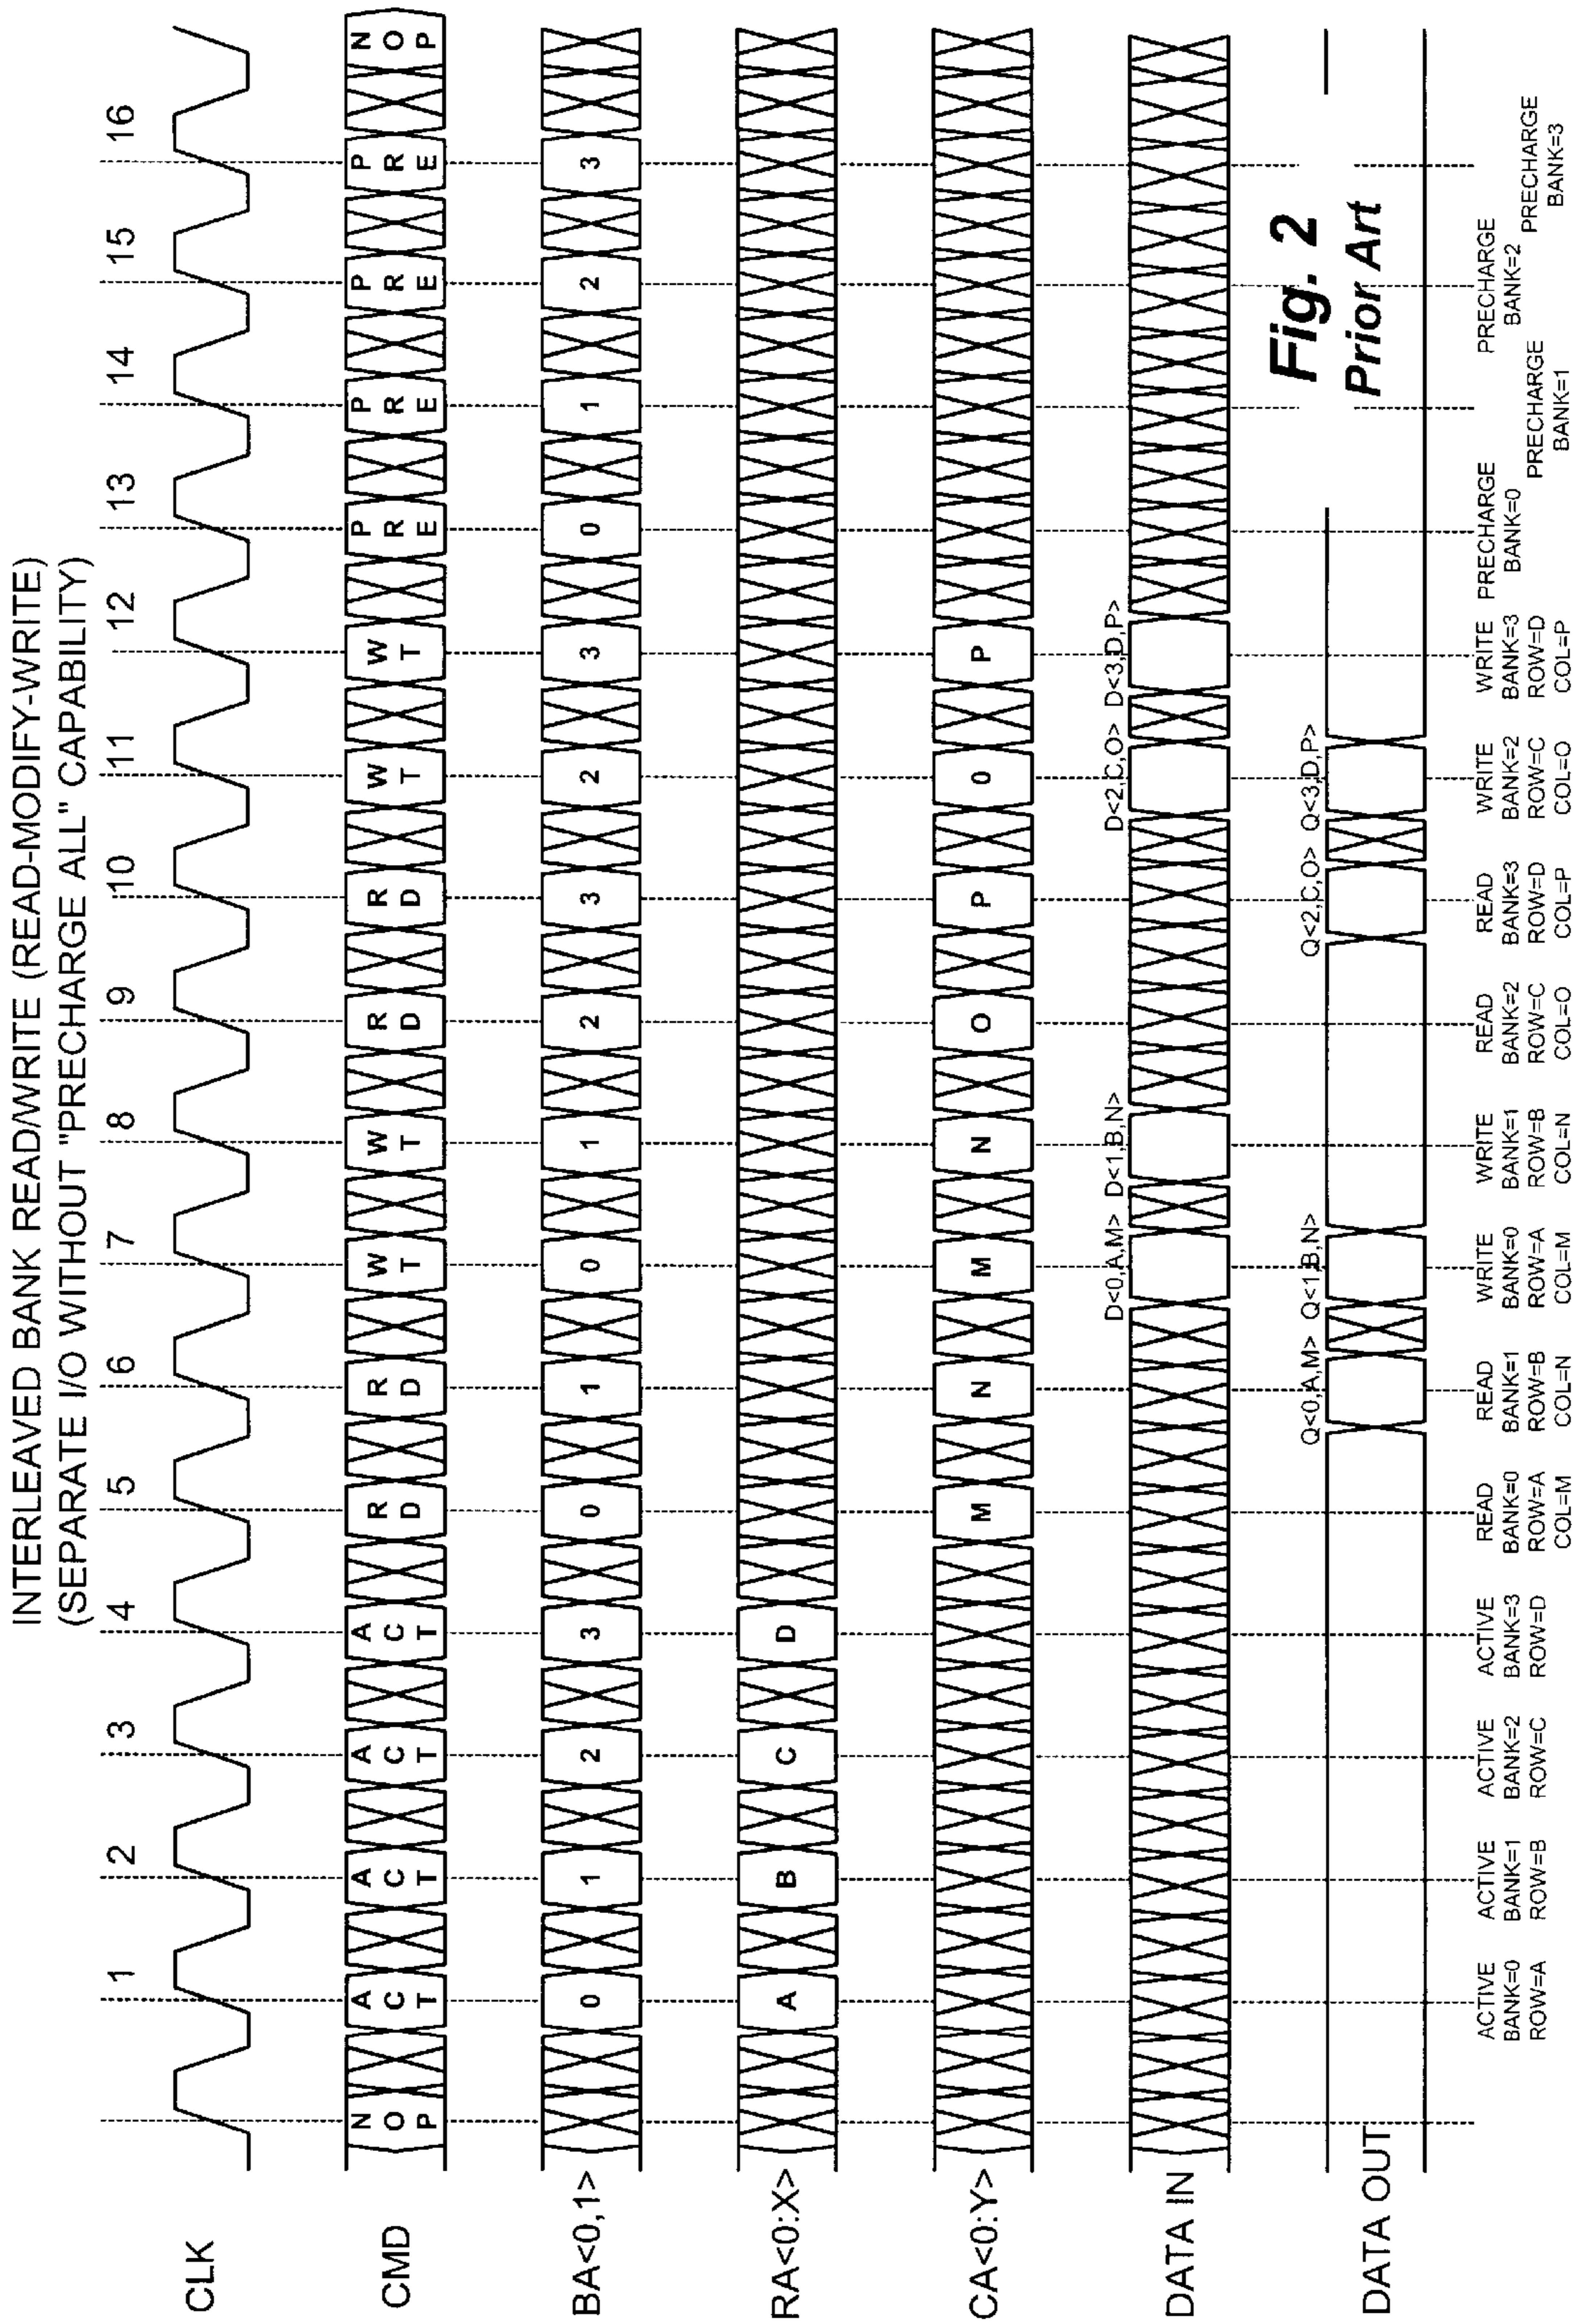 INTERLEAVED BANK READ/WRITE (READ-MODIFY-WRITE)
(SEPARATE I/O WITHOUT "PRECHARGE ALL" CAPABILITY)
1 2 3 4 5 6 7 8 9 10 11 12 13 14 15 16
CLK
CMD NOP ACT ACT ACT ACT RD RD WT WT RD RD WT WT PRE PRE PRE PRE NOP
BA<0,1> 0 1 2 3 0 1 0 1 2 3 2 3 0 1 2 3
RA<0:X> A B C D
CA<0:Y> M N M N O P 0 P
D<0,A,M> D<1,B,N> D<2,C,O> D<3,D,P>
DATA IN
Q<0,A,M> Q<1,B,N> Q<2,C,O> Q<3,D,P>
DATA OUT
Fig. 2
Prior Art
ACTIVE
BANK=0
ROW=A
ACTIVE
BANK=1
ROW=B
ACTIVE
BANK=2
ROW=C
ACTIVE
BANK=3
ROW=D
READ
BANK=0
ROW=A
COL=M
READ
BANK=1
ROW=B
COL=N
WRITE
BANK=0
ROW=A
COL=M
WRITE
BANK=1
ROW=B
COL=N
READ
BANK=2
ROW=C
COL=O
READ
BANK=3
ROW=D
COL=P
WRITE
BANK=2
ROW=C
COL=O
WRITE
BANK=3
ROW=D
COL=P
PRECHARGE
BANK=0
PRECHARGE
BANK=1
PRECHARGE
BANK=2
PRECHARGE
BANK=3